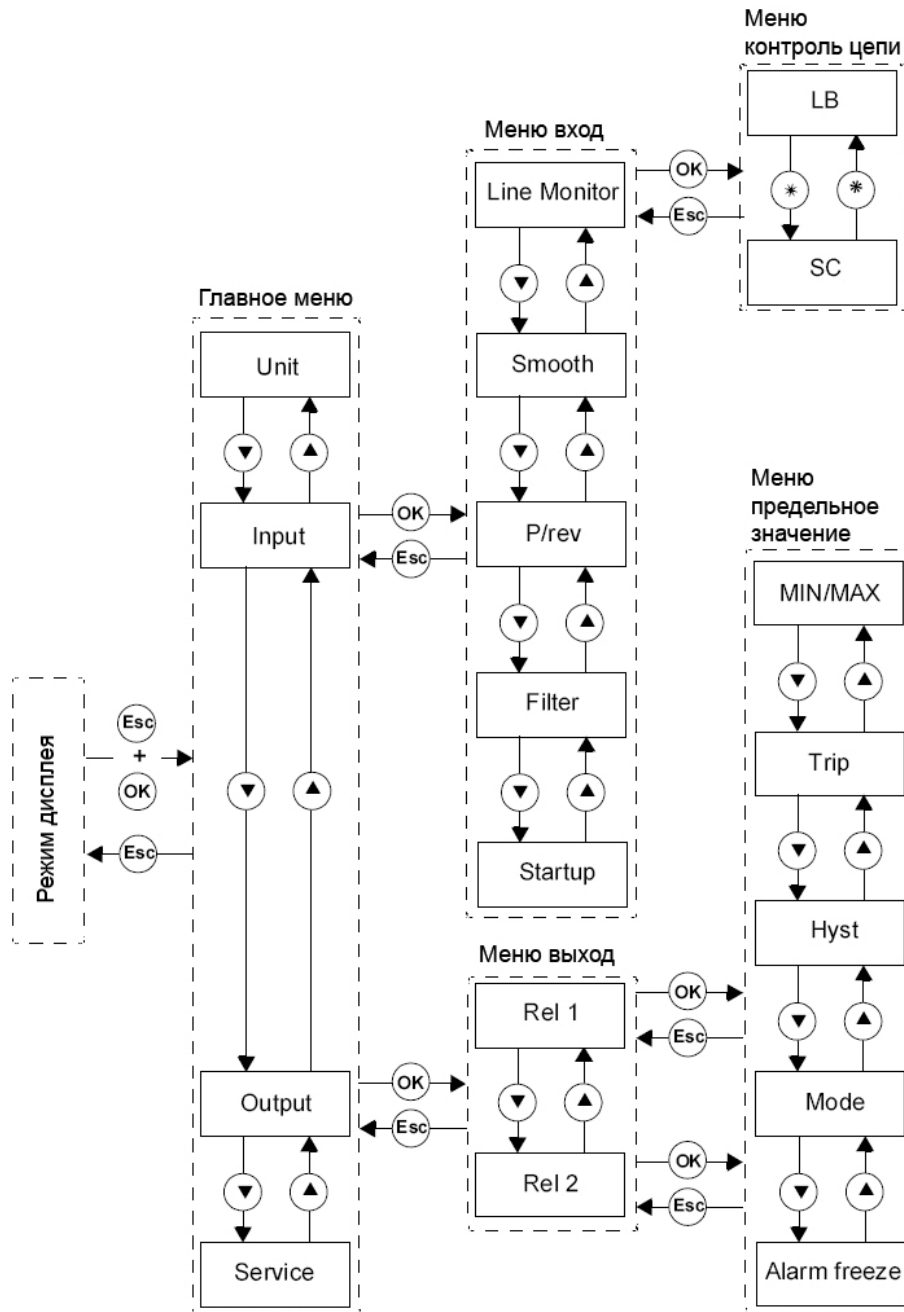 Меню
контроль цепи
LB
*
*
SC
Меню вход
Line Monitor
OK
Esc
▼
▲
Smooth
▼
▲
P/rev
▼
▲
Filter
▼
▲
Startup
Главное меню
Unit
▼
▲
Input
OK
Esc
▼
▲
Output
OK
Esc
▼
▲
Service
Режим дисплея
Esc
+
OK
Esc
Меню выход
Rel 1
OK
Esc
▼
▲
Rel 2
OK
Esc
Меню
предельное
значение
MIN/MAX
▼
▲
Trip
▼
▲
Hyst
▼
▲
Mode
▼
▲
Alarm freeze